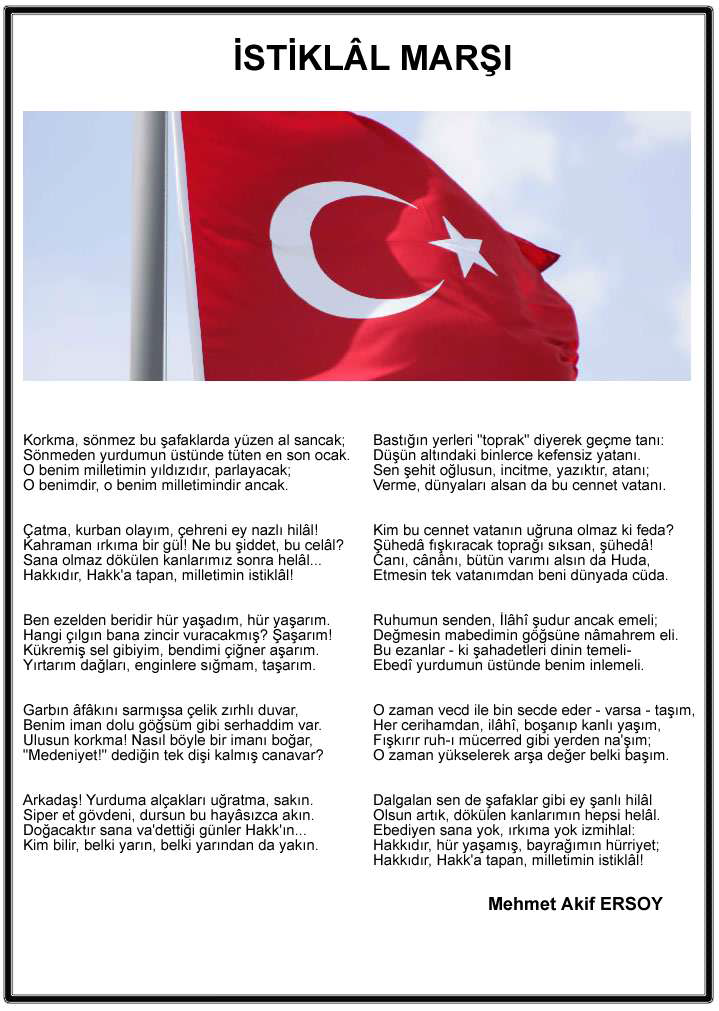 İSTİKLÂL MARŞI
Korkma, sönmez bu şafaklarda yüzen al sancak;
Sönmeden yurdumun üstünde tüten en son ocak.
O benim milletimin yıldızıdır, parlayacak;
O benimdir, o benim milletimindir ancak.
Çatma, kurban olayım, çehreni ey nazlı hilâl!
Kahraman ırkıma bir gül! Ne bu şiddet, bu celâl?
Sana olmaz dökülen kanlarımız sonra helâl...
Hakkıdır, Hakk'a tapan, milletimin istiklâl!
Ben ezelden beridir hür yaşadım, hür yaşarım.
Hangi çılgın bana zincir vuracakmış? Şaşarım!
Kükremiş sel gibiyim, bendimi çiğner aşarım.
Yırtarım dağları, enginlere sığmam, taşarım.
Garbın âfâkını sarmışsa çelik zırhlı duvar,
Benim iman dolu göğsüm gibi serhaddim var.
Ulusun korkma! Nasıl böyle bir imanı boğar,
"Medeniyet!" dediğin tek dişi kalmış canavar?
Arkadaş! Yurduma alçakları uğratma, sakın.
Siper et gövdeni, dursun bu hayâsızca akın.
Doğacaktır sana va'dettiği günler Hakk'ın...
Kim bilir, belki yarın, belki yarından da yakın.
Bastığın yerleri "toprak" diyerek geçme tanı:
Düşün altındaki binlerce kefensiz yatanı.
Sen şehit oğlusun, incitme, yazıktır, atanı;
Verme, dünyaları alsan da bu cennet vatanı.
Kim bu cennet vatanın uğruna olmaz ki feda?
Şühedâ fışkıracak toprağı sıksan, şühedâ!
Canı, cânânı, bütün varımı alsın da Huda,
Etmesin tek vatanımdan beni dünyada cüda.
Ruhumun senden, İlâhî şudur ancak emeli;
Değmesin mabedimin göğsüne nâmahrem eli.
Bu ezanlar - ki şahadetleri dinin temeli-
Ebedî yurdumun üstünde benim inlemeli.
O zaman vecd ile bin secde eder - varsa - taşım,
Her cerihamdan, ilâhî, boşanıp kanlı yaşım,
Fışkırır ruh-ı mücerred gibi yerden na'şım;
O zaman yükselerek arşa değer belki başım.
Dalgalan sen de şafaklar gibi ey şanlı hilâl
Olsun artık, dökülen kanlarımın hepsi helâl.
Ebediyen sana yok, ırkıma yok izmihlal:
Hakkıdır, hür yaşamış, bayrağımın hürriyet;
Hakkıdır, Hakk'a tapan, milletimin istiklâl!
Mehmet Akif ERSOY